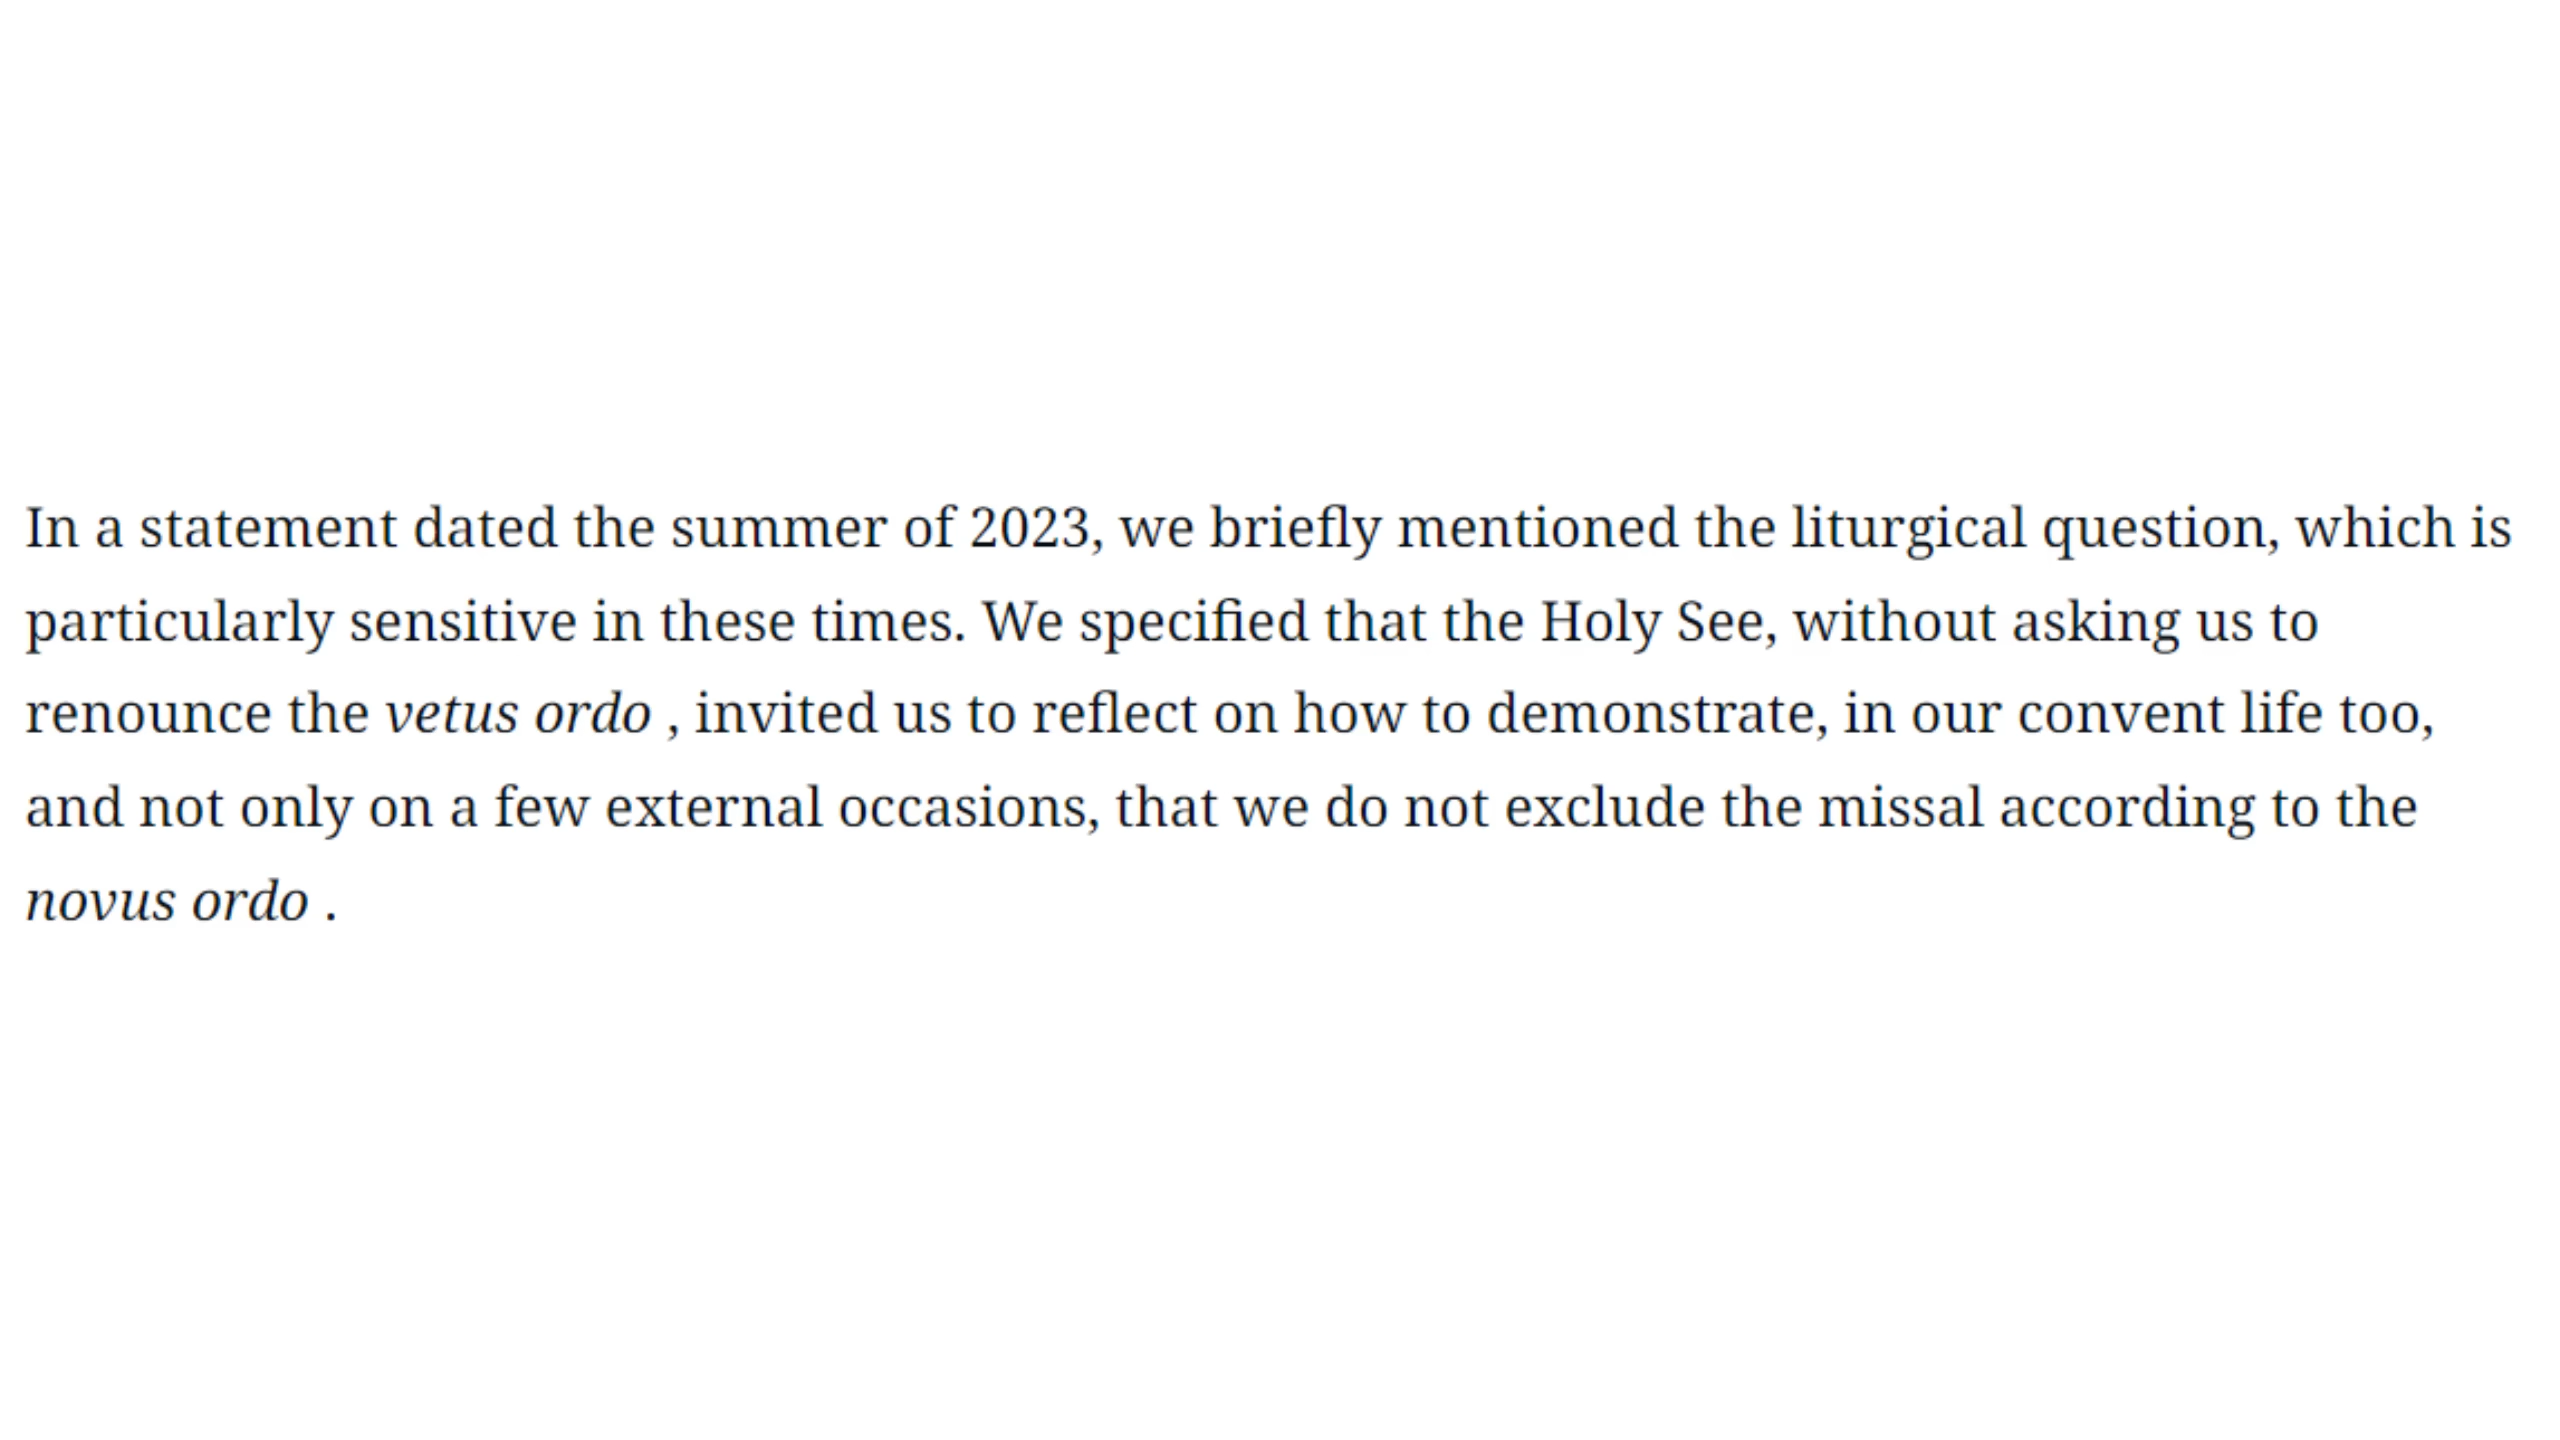 In a statement dated the summer of 2023, we briefly mentioned the liturgical question, which is
particularly sensitive in these times. We specified that the Holy See, without asking us to
renounce the vetus ordo , invited us to reflect on how to demonstrate, in our convent life too,
and not only on a few external occasions, that we do not exclude the missal according to the
novus ordo .